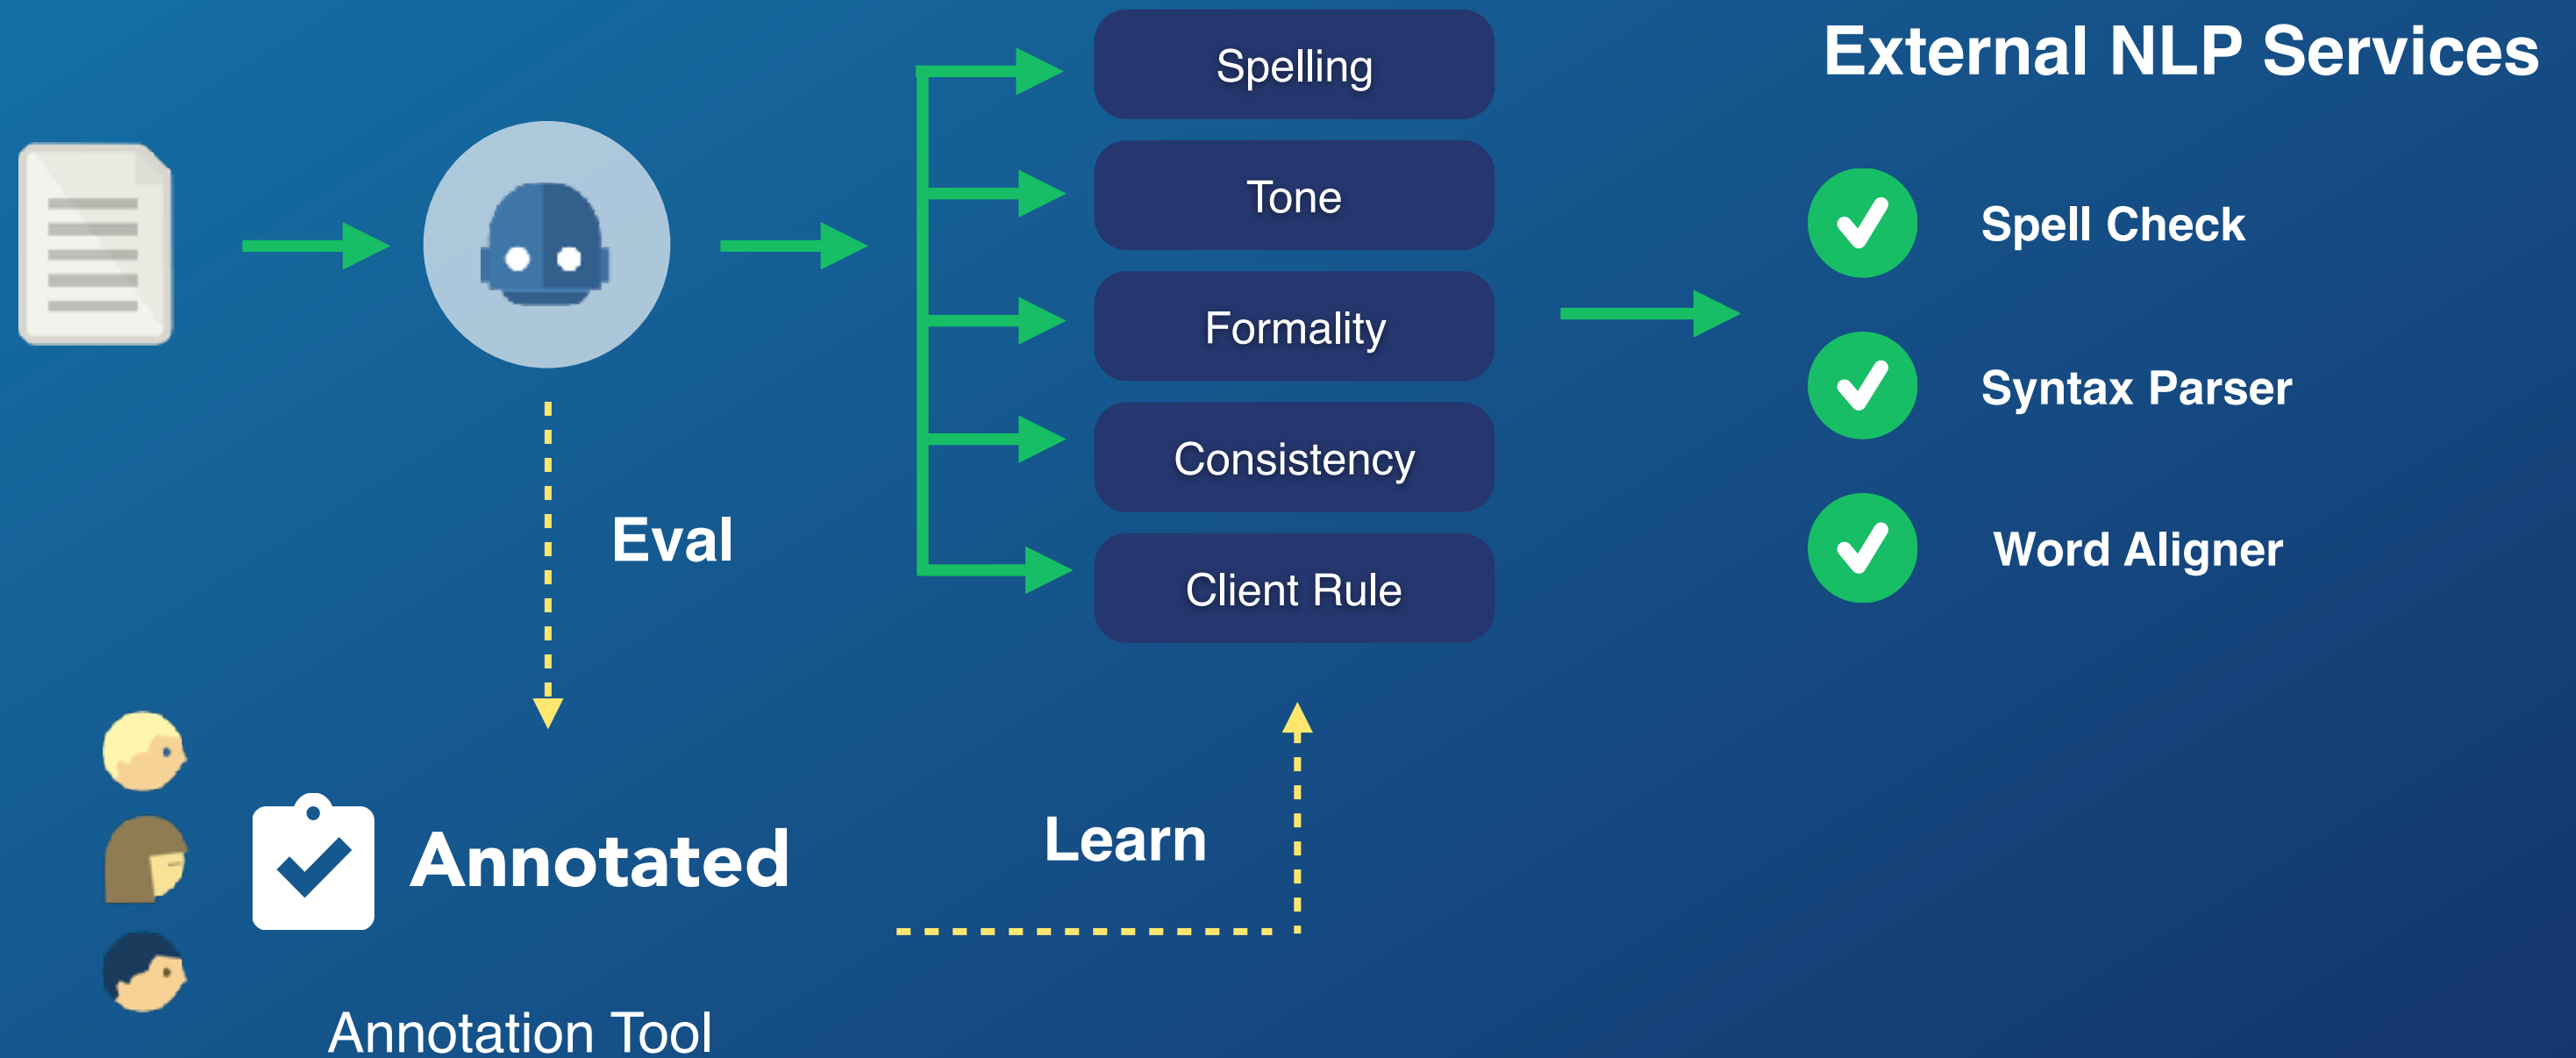 Spelling
Tone
Formality
Consistency
Client Rule
External NLP Services
Spell Check
Syntax Parser
Word Aligner
Eval
Learn
Annotated
Annotation Tool